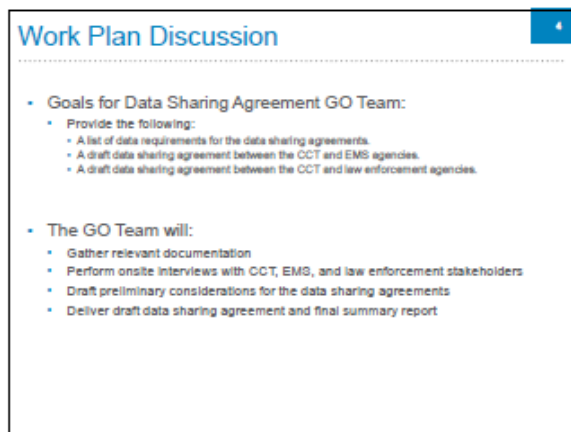 Work Plan Discussion
4
• Goals for Data Sharing Agreement GO Team:
• Provide the following:
• A list of data requirements for the data sharing agreements.
• A draft data sharing agreement between the CCT and EMS agencies.
• A draft data sharing agreement between the CCT and law enforcement agencies.
• The GO Team will:
• Gather relevant documentation
• Perform onsite interviews with CCT, EMS, and law enforcement stakeholders
• Draft preliminary considerations for the data sharing agreements
• Deliver draft data sharing agreement and final summary report